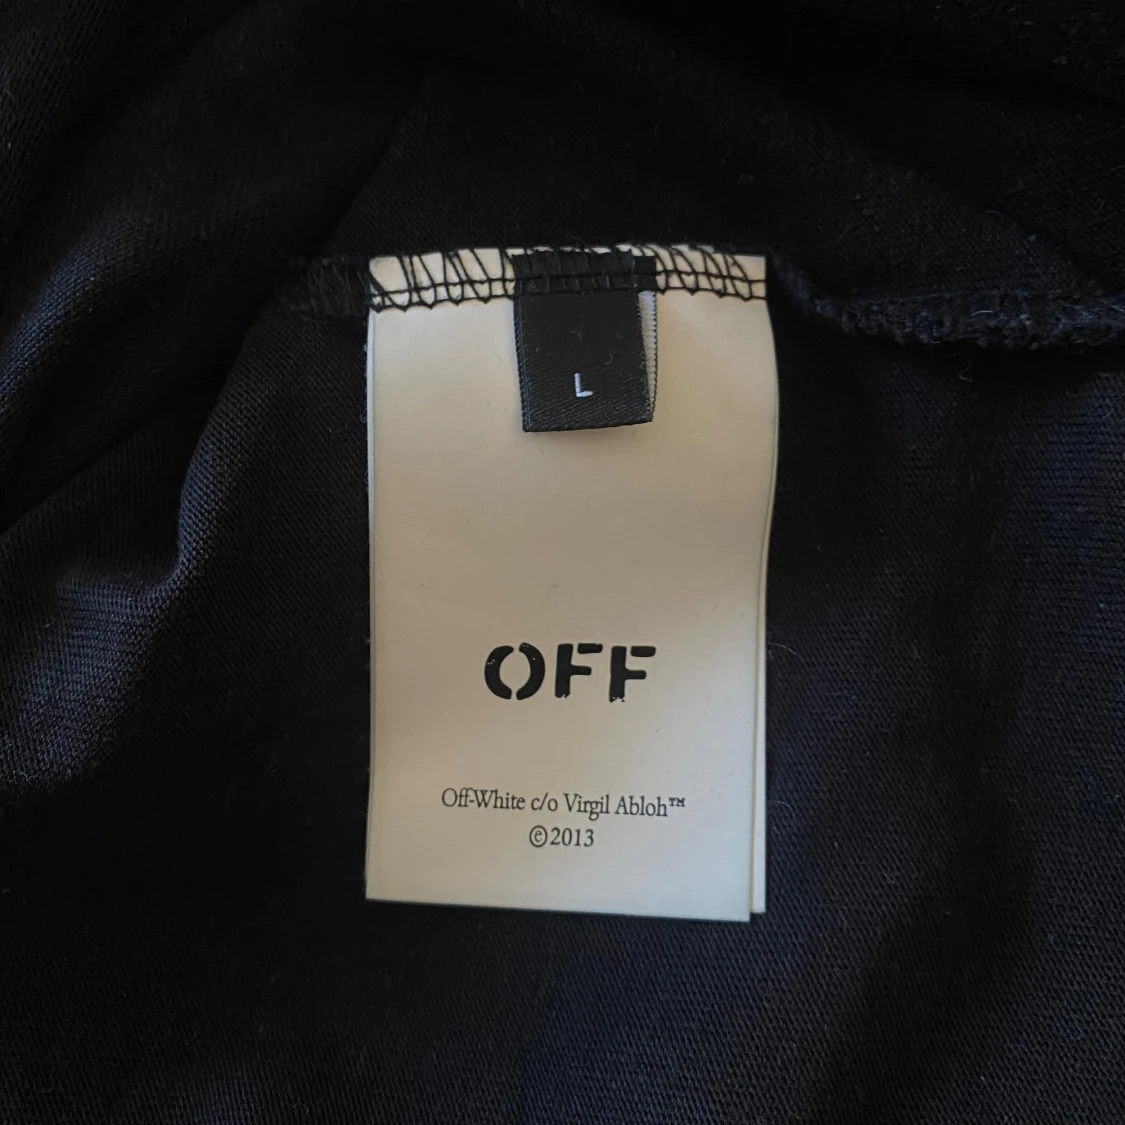 L
OFF
Off-White c/o Virgil Abloh™
©2013